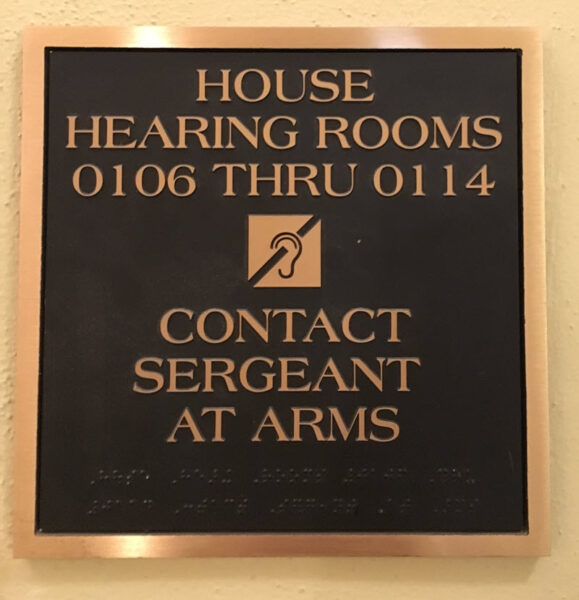 HOUSE
HEARING ROOMS
0106 THRU 0114
CONTACT
SERGEANT
AT ARMS